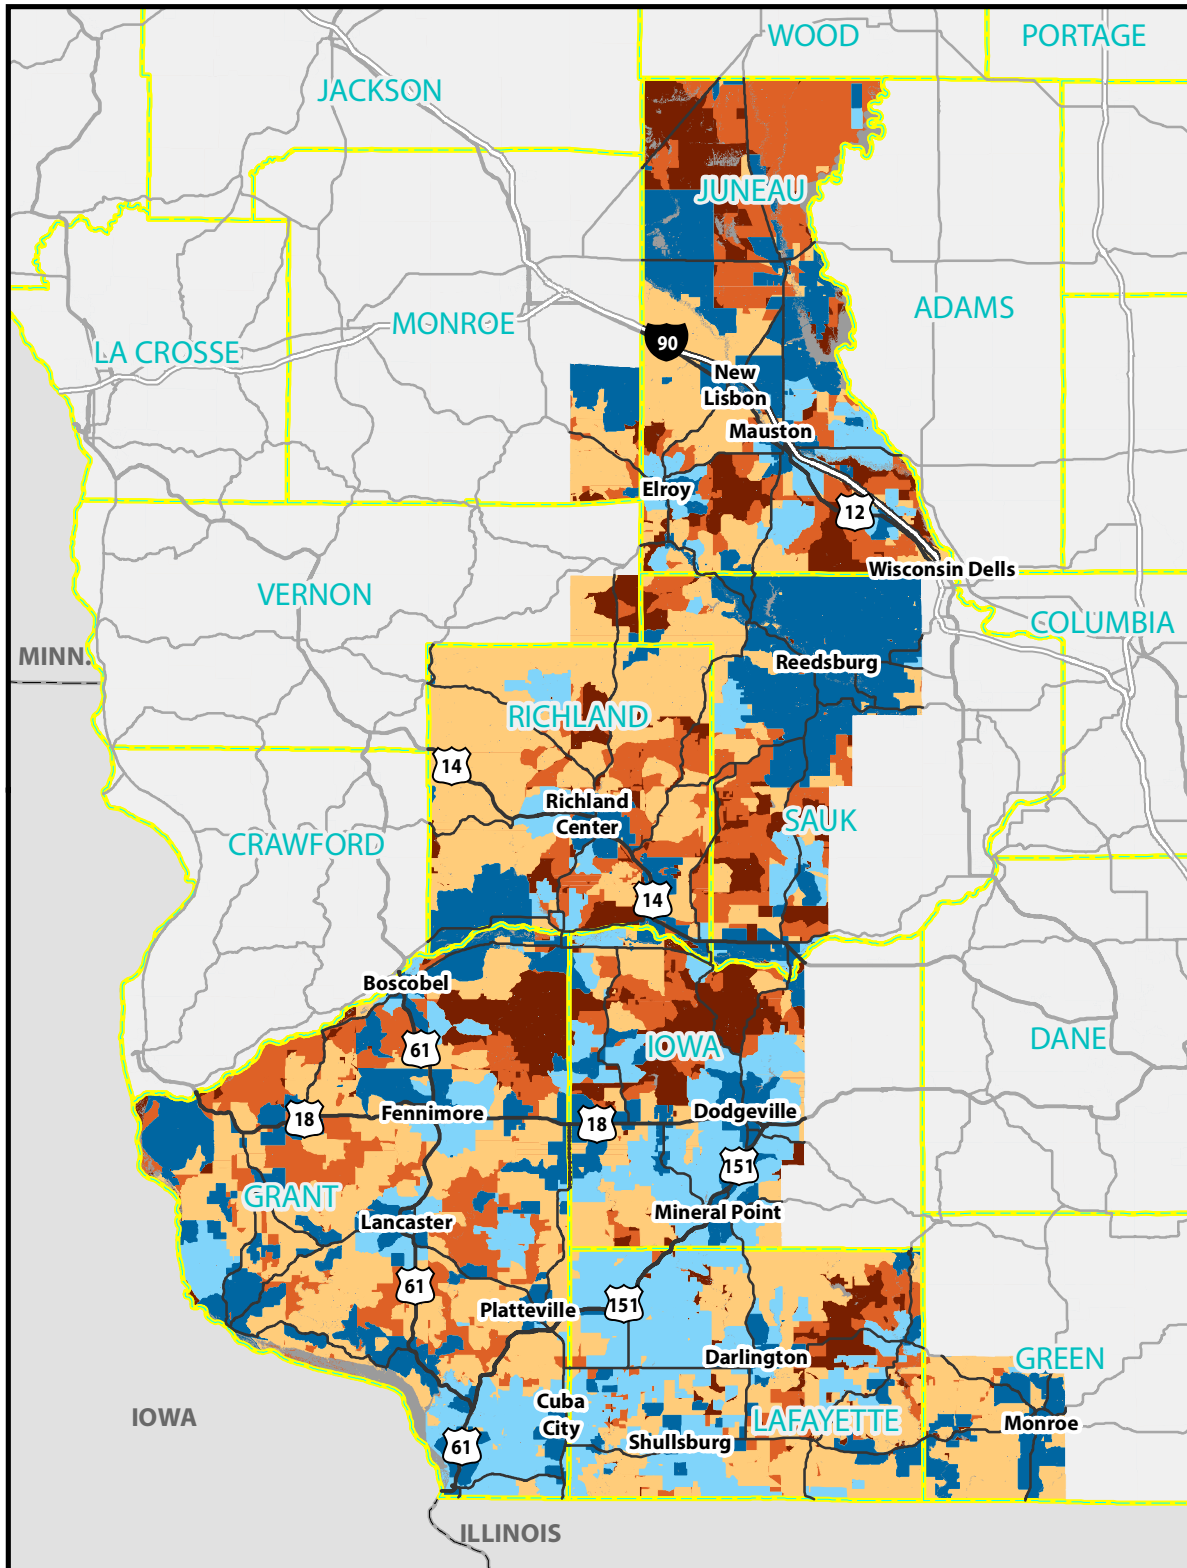 WOOD
PORTAGE
JACKSON
JUNEAU
ADAMS
MONROE
90
LA CROSSE
New
Lisbon
Mauston
Elroy
12
Wisconsin Dells
VERNON
COLUMBIA
MINN.
Reedsburg
RICHLAND
14
Richland
Center
SAUK
CRAWFORD
14
Boscobel
61
IOWA
DANE
18
Fennimore
18
Dodgeville
151
GRANT
Lancaster
Mineral Point
61
Platteville
151
Darlington
GREEN
IOWA
Cuba
City
LAFAYETTE
Monroe
61
Shullsburg
ILLINOIS